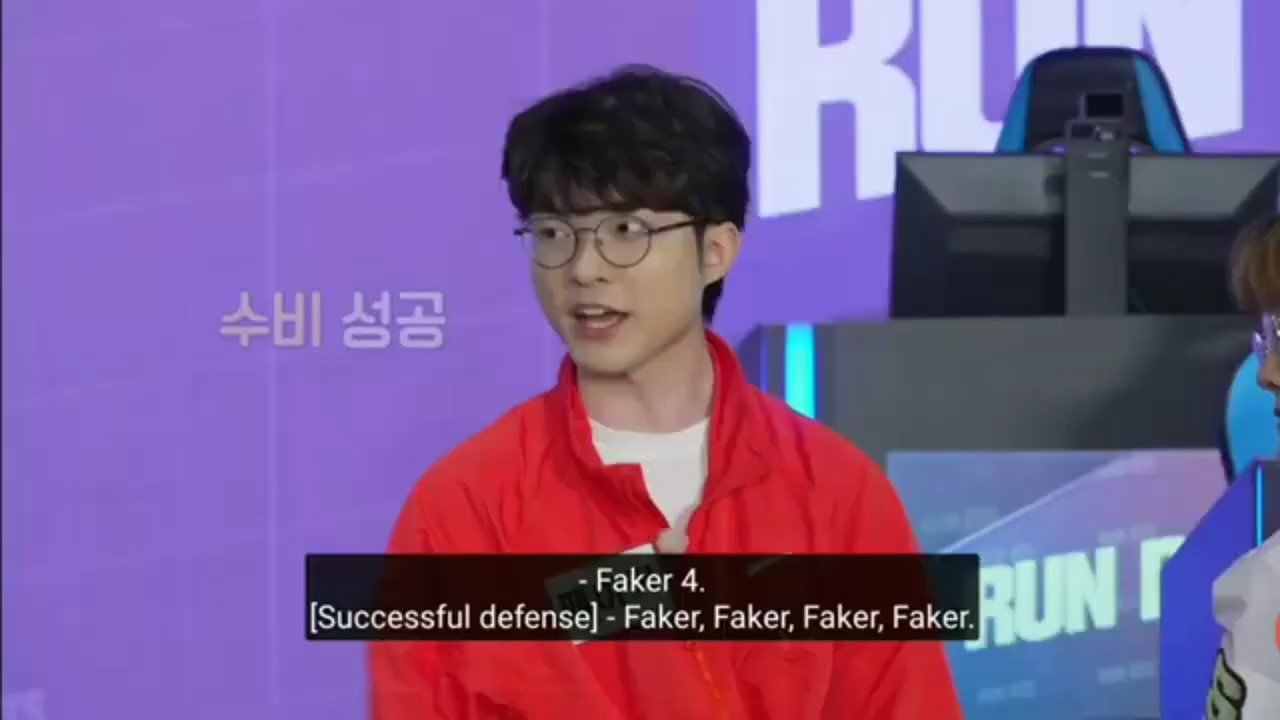 RUN
수비 성공
- Faker 4.
[Successful defense] - Faker, Faker, Faker, Faker.
RUN